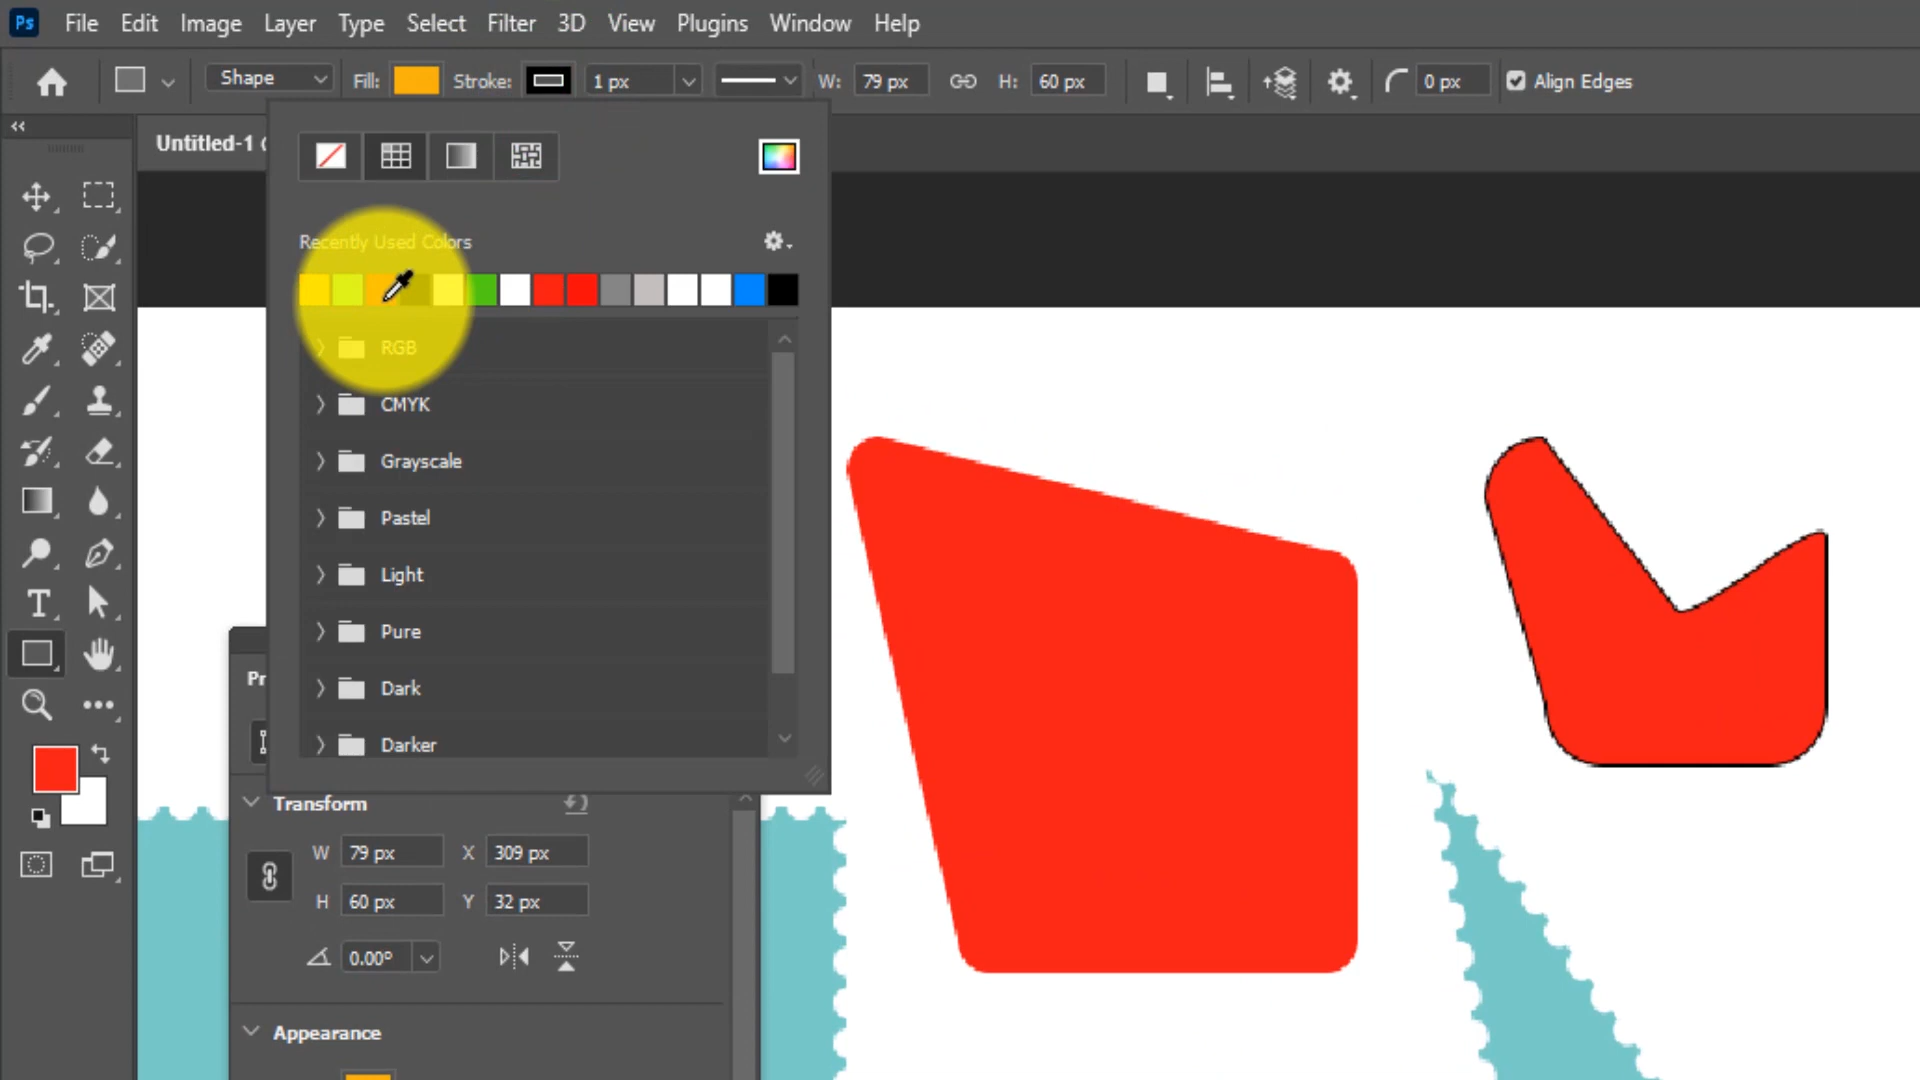 Ps File Edit Image Layer Type Select Filter 3D View Plugins Window Help
Shape Fill: Stroke: 1 px W: 79 px H: 60 px 0 px Align Edges
Untitled-1
Recently Used Colors
RGB
CMYK
Grayscale
Pastel
Light
Pure
Dark
Darker
T
Pr
Transform
W 79 px X 309 px
H 60 px Y 32 px
0.00°
Appearance